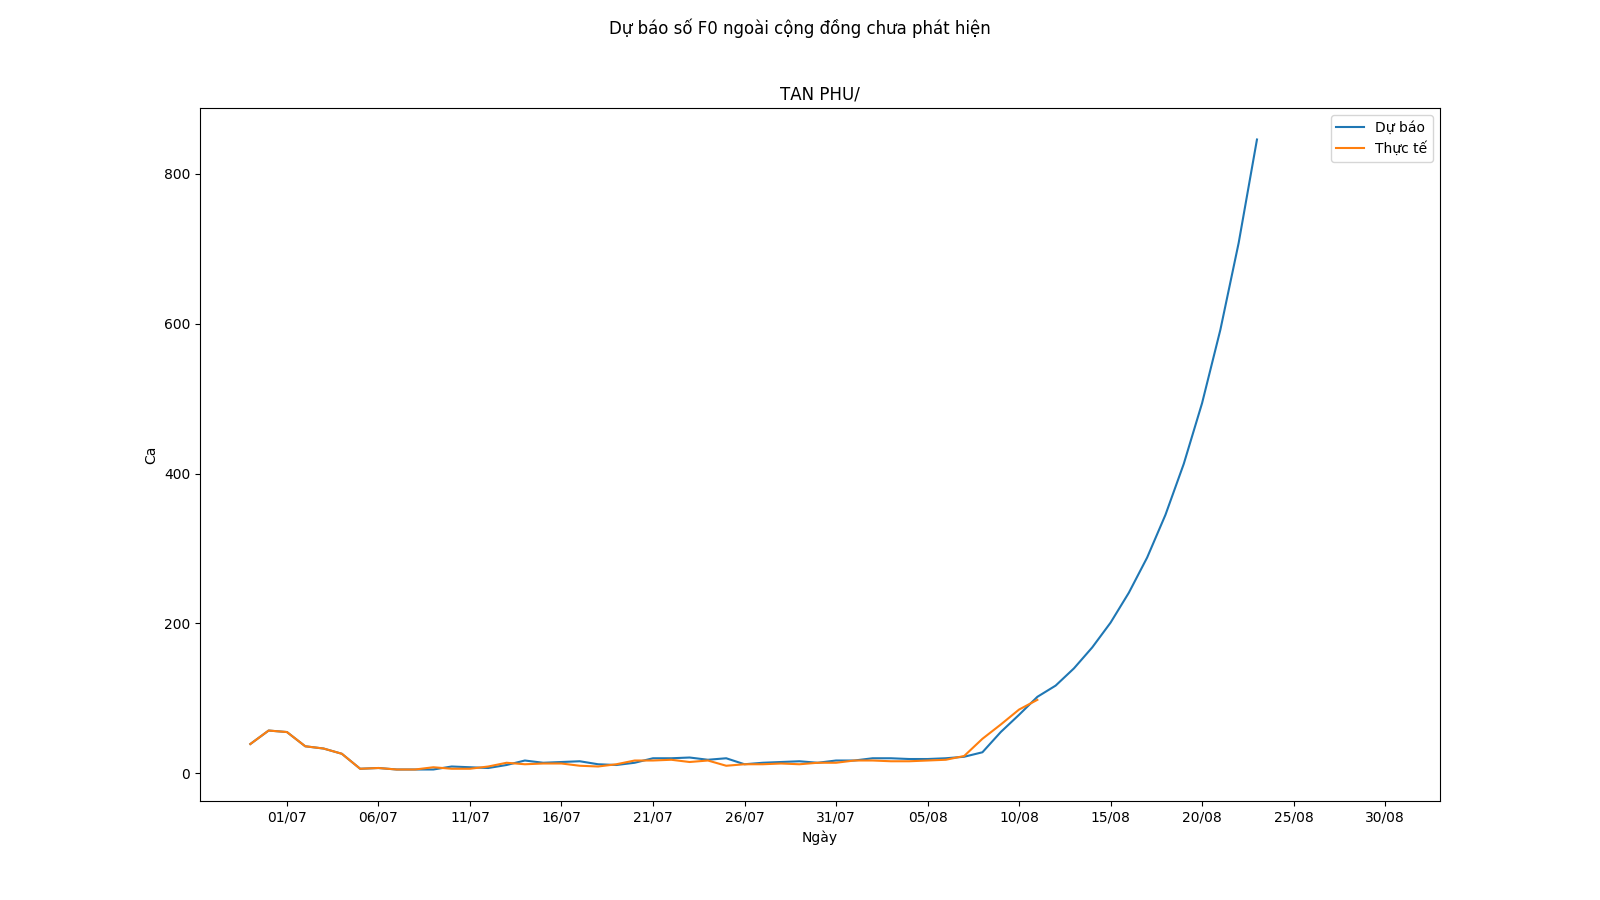 Dự báo số F0 ngoài cộng đồng chưa phát hiện
TAN PHU/
Dự báo
Thực tế
800
600
400
200
0
Ca
01/07 06/07 11/07 16/07 21/07 26/07 31/07 05/08 10/08 15/08 20/08 25/08 30/08
Ngày